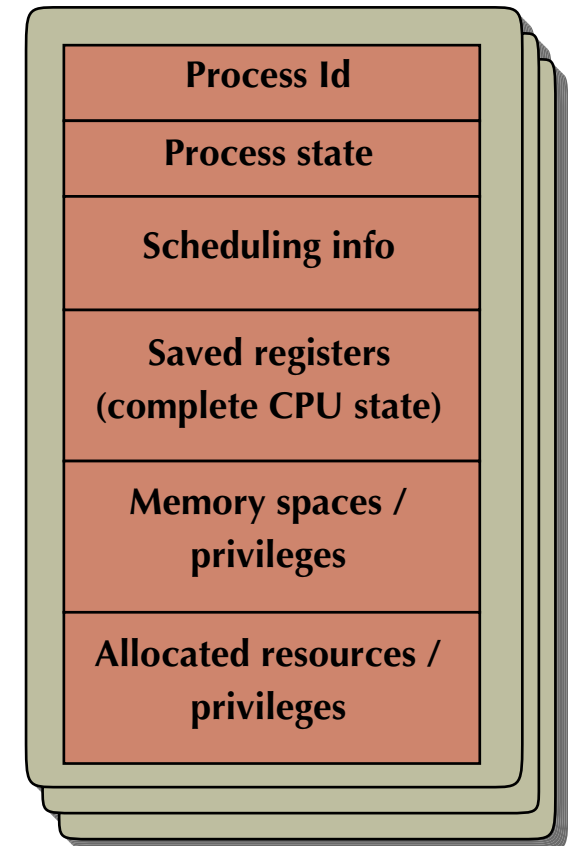 Process Id
Process state
Scheduling info
Saved registers
(complete CPU state)
Memory spaces /
privileges
Allocated resources /
privileges